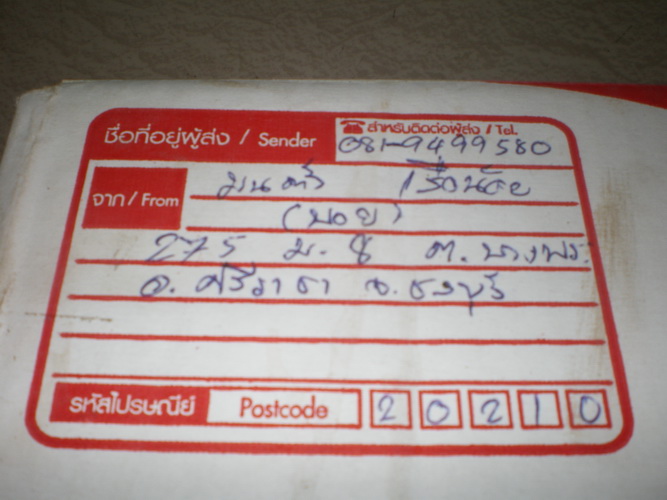 ชื่อที่อยู่ผู้ส่ง / Sender
สำหรับติดต่อผู้ส่ง / Tel.
081-9499580
จาก / From
มนตรี เรือน้อย
(บอย)
275 ม. 8 ต. บางพระ
อ. ศรีราชา จ. ชลบุรี
รหัสไปรษณีย์ Postcode 20210